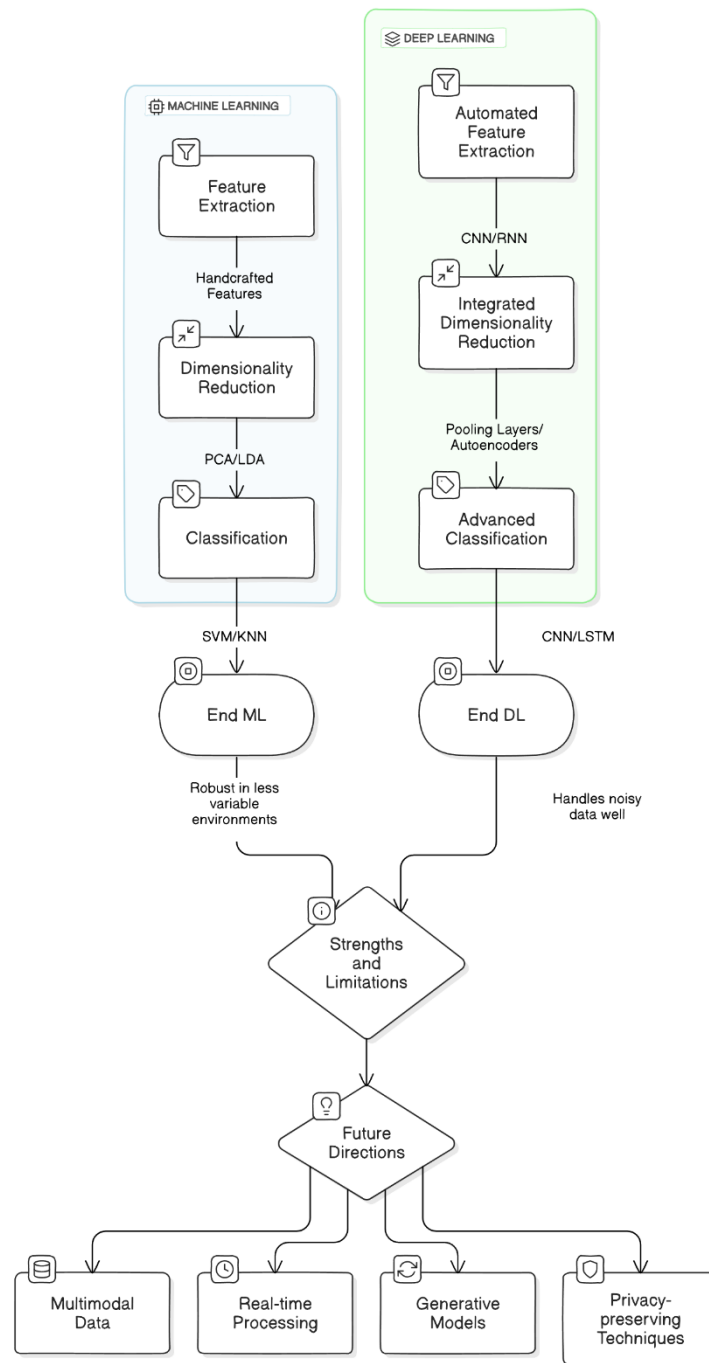 MACHINE LEARNING
Feature
Extraction
Handcrafted
Features
Dimensionality
Reduction
PCA/LDA
Classification
SVM/KNN
End ML
Robust in less
variable
environments
DEEP LEARNING
Automated
Feature
Extraction
CNN/RNN
Integrated
Dimensionality
Reduction
Pooling Layers/
Autoencoders
Advanced
Classification
CNN/LSTM
End DL
Handles noisy
data well
Strengths
and
Limitations
Future
Directions
Multimodal
Data
Real-time
Processing
Generative
Models
Privacy-
preserving
Techniques